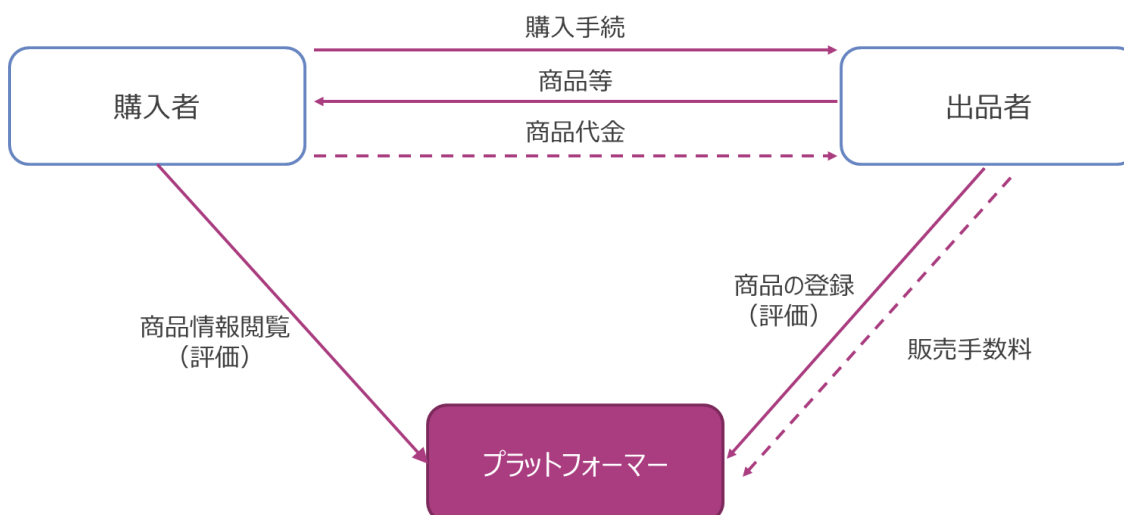 購入手続
商品等
商品代金
購入者
出品者
商品の登録
（評価）
商品情報閲覧
（評価）
販売手数料
プラットフォーマー